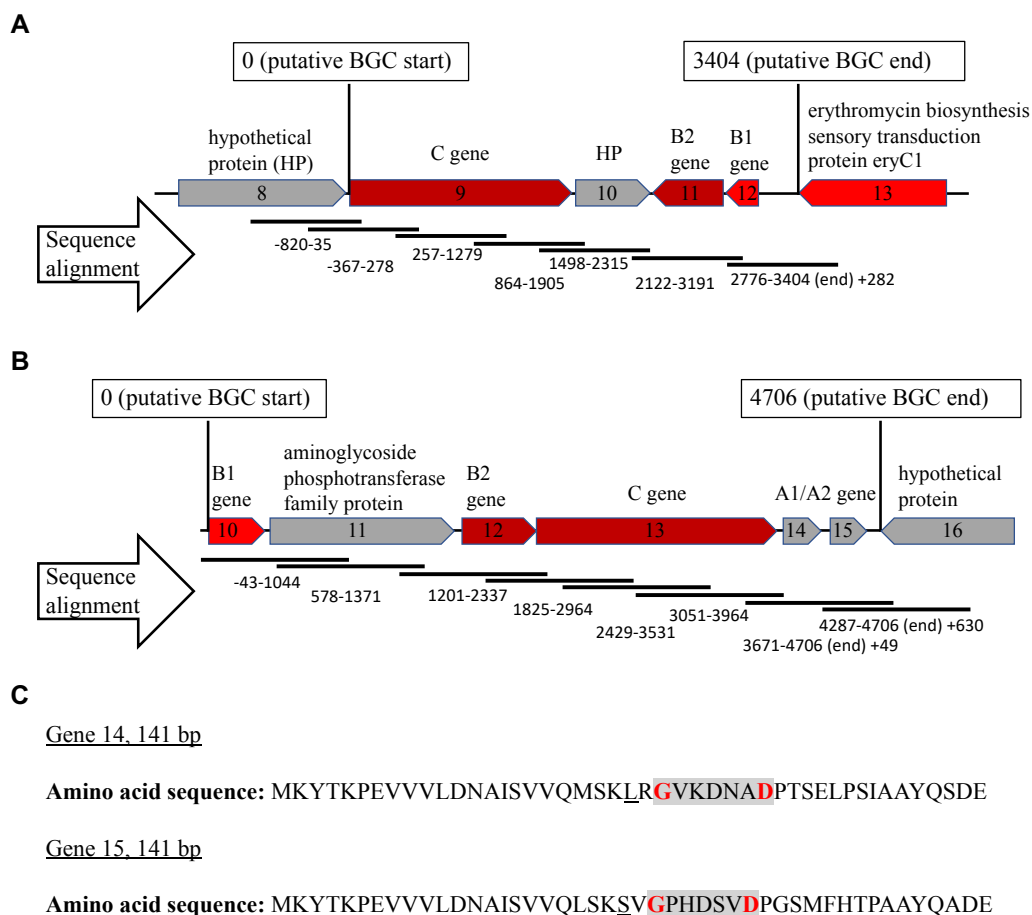 A
0 (putative BGC start)
3404 (putative BGC end)
hypothetical
protein (HP)
C gene
HP
B2
gene
B1
gene
erythromycin biosynthesis
sensory transduction
protein eryC1
8
9
10
11
12
13
Sequence
alignment
-820-35
-367-278
257-1279
864-1905
1498-2315
2122-3191
2776-3404 (end) +282
B
0 (putative BGC start)
4706 (putative BGC end)
B1
gene
aminoglycoside
phosphotransferase
family protein
B2
gene
C gene
A1/A2 gene
hypothetical
protein
10
11
12
13
14
15
16
Sequence
alignment
-43-1044
578-1371
1201-2337
1825-2964
2429-3531
3051-3964
3671-4706 (end) +49
4287-4706 (end) +630
C
Gene 14, 141 bp
Amino acid sequence: MKYTKPEVVVLDNAISVVQMSKLRGVKDNADPTSELPSIAAYQSDE
Gene 15, 141 bp
Amino acid sequence: MKYTKPEVVVLDNAISVVQLSKSVGPHDSVDPGSMFHTPAAYQADE